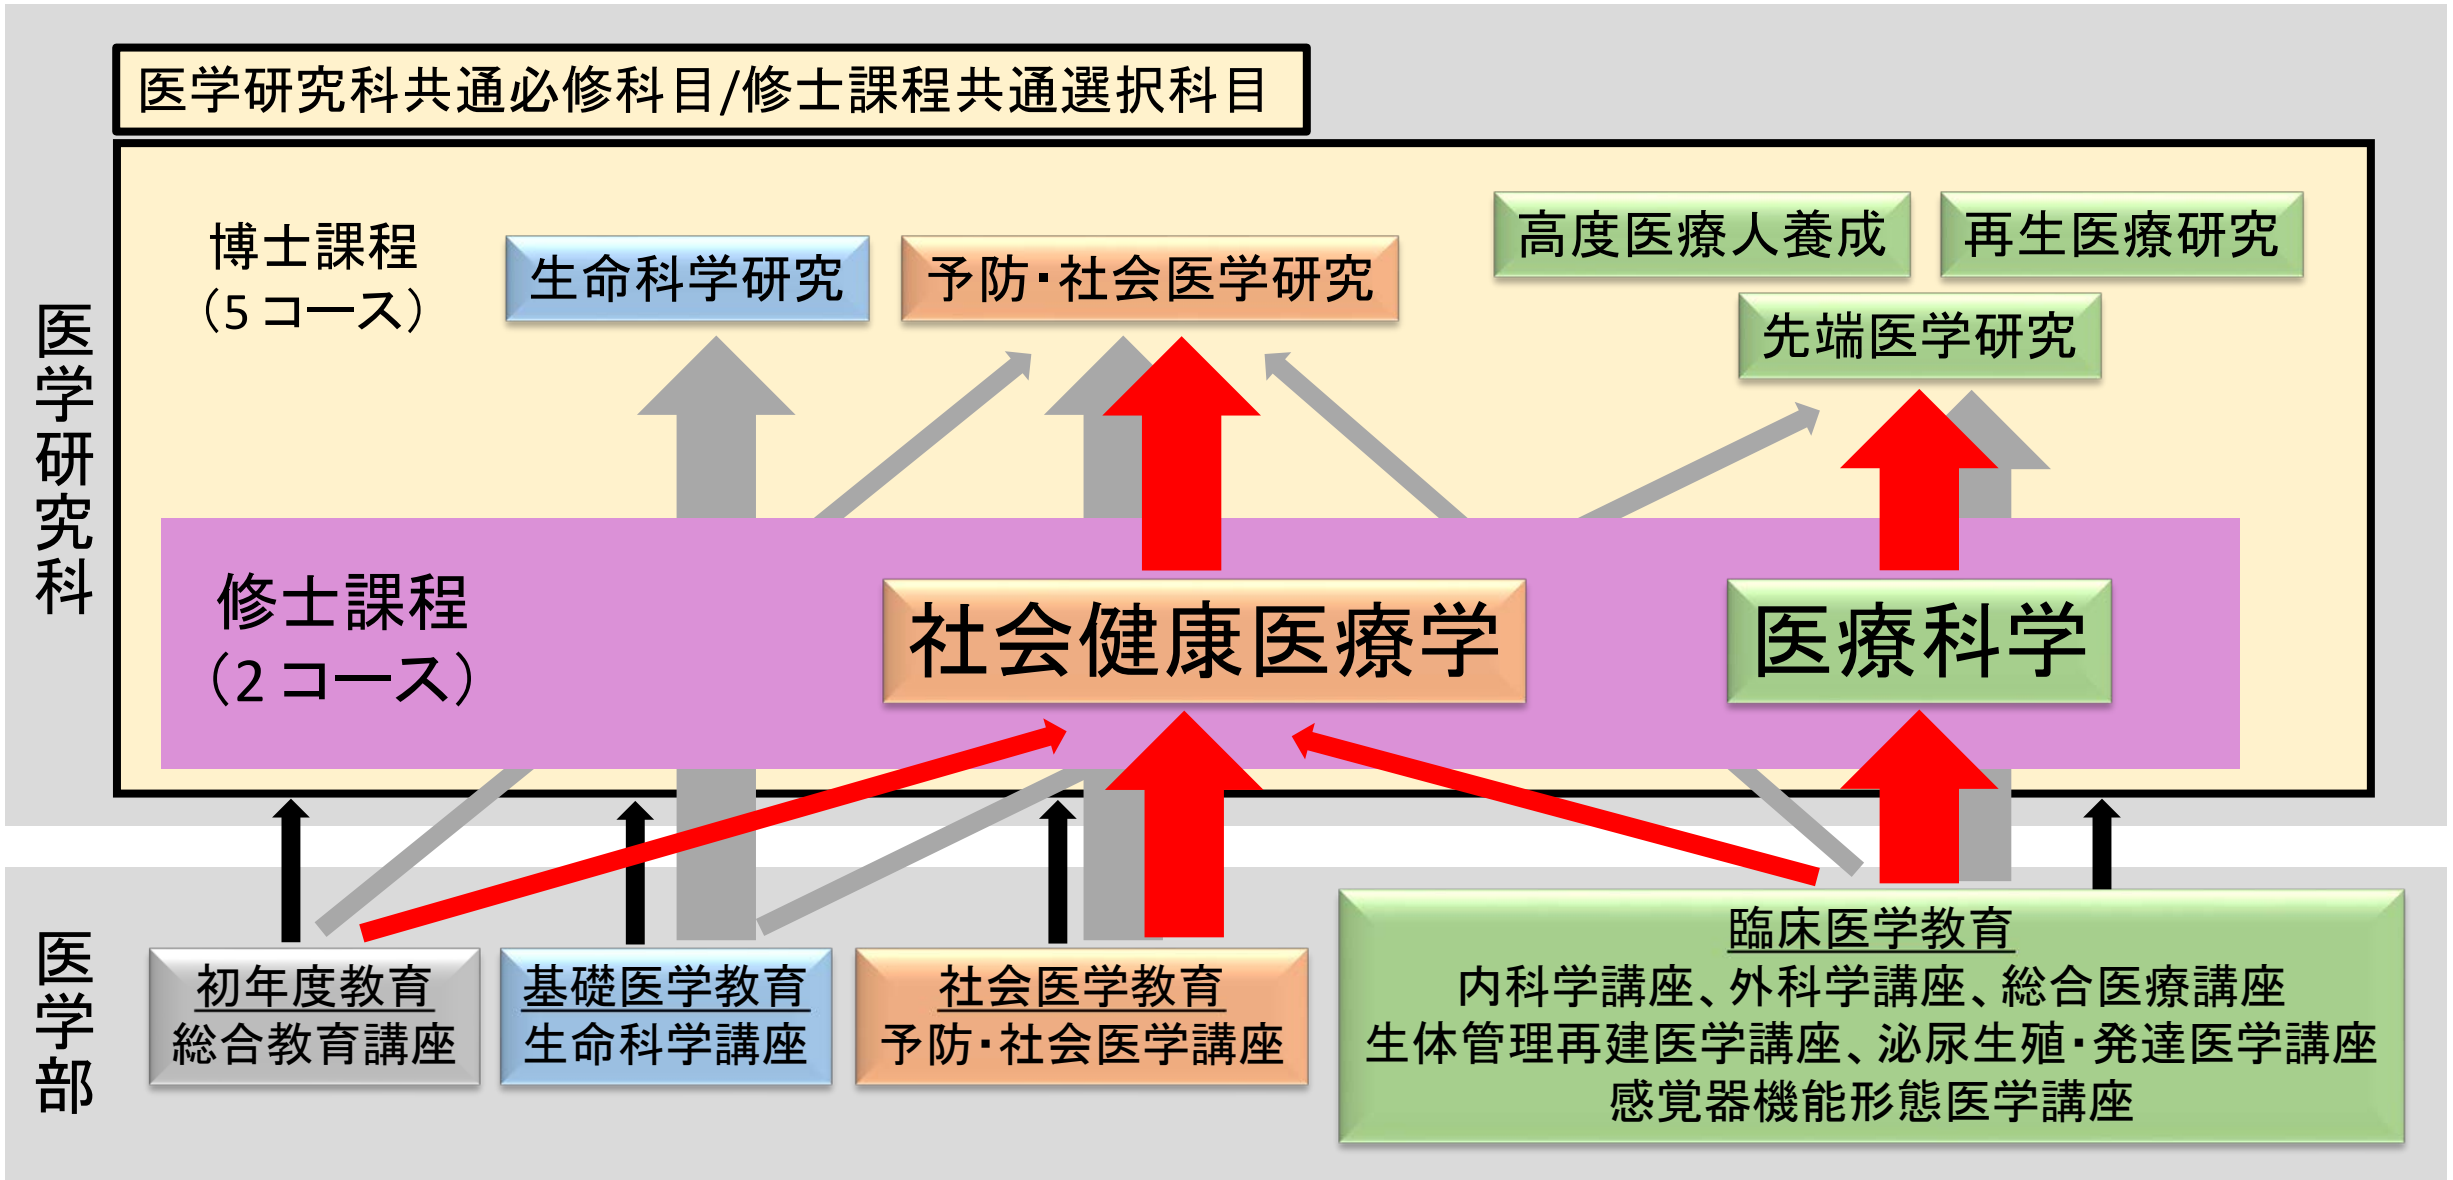 医学研究科共通必修科目/修士課程共通選択科目
医学研究科
博士課程
（5 コース）
生命科学研究
予防・社会医学研究
高度医療人養成
再生医療研究
先端医学研究
修士課程
（2 コース）
社会健康医療学
医療科学
医学部
初年度教育
総合教育講座
基礎医学教育
生命科学講座
社会医学教育
予防・社会医学講座
臨床医学教育
内科学講座、外科学講座、総合医療講座
生体管理再建医学講座、泌尿生殖・発達医学講座
感覚器機能形態医学講座